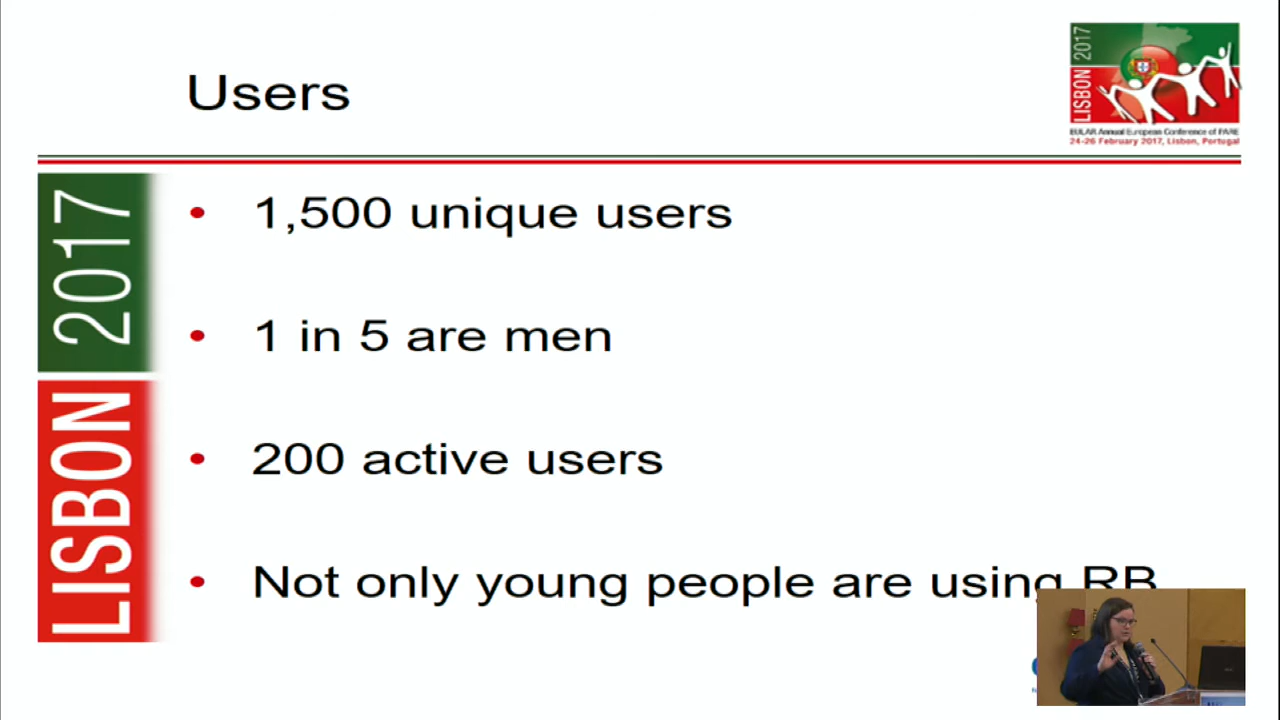 Users
LISBON 2017
EULAR Annual European Conference of PARE
24-26 February 2017, Lisbon, Portugal
LISBON 2017
• 1,500 unique users
• 1 in 5 are men
• 200 active users
• Not only young people are using RB